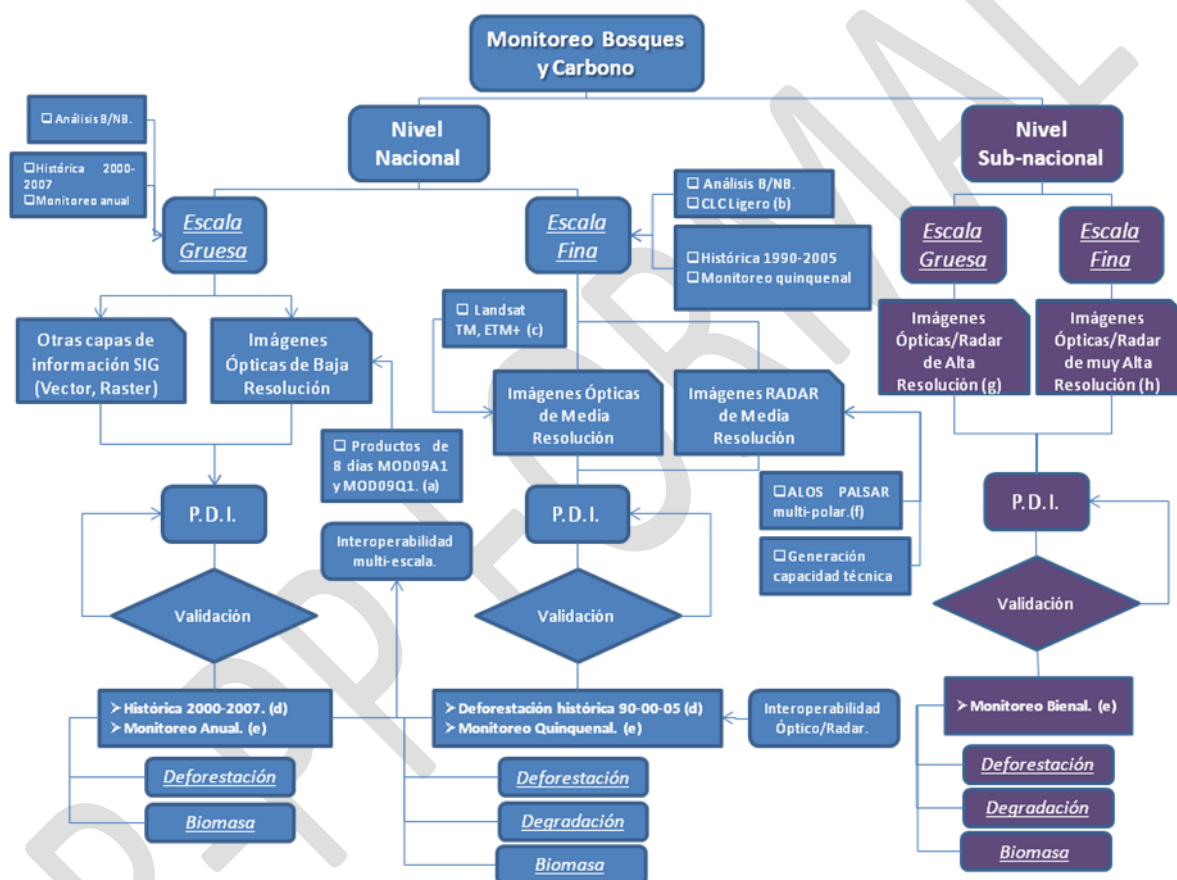 Monitoreo Bosques
y Carbono
Nivel
Nacional
Nivel
Sub-nacional
❑ Análisis B/NB.
❑Histórica 2000-
2007
❑ Monitoreo anual
Escala
Gruesa
Escala
Fina
❑ Análisis B/NB.
❑ CLC Ligero (b)
❑ Histórica 1990-2005
❑ Monitoreo quinquenal
Escala
Gruesa
Escala
Fina
Otras capas de
información SIG
(Vector, Raster)
Imágenes
Ópticas de Baja
Resolución
❑ Landsat
TM, ETM+ (c)
Imágenes Ópticas
de Media
Resolución
Imágenes RADAR
de Media
Resolución
Imágenes
Ópticas/Radar
de Alta
Resolución (g)
Imágenes
Ópticas/Radar
de muy Alta
Resolución (h)
❑ Productos de
8 días MOD09A1
y MOD09Q1. (a)
❑ ALOS PALSAR
multi-polar.(f)
❑ Generación
capacidad técnica
P.D.I.
Interoperabilidad
multi-escala.
P.D.I.
P.D.I.
Validación
Validación
Validación
➢ Histórica 2000-2007. (d)
➢ Monitoreo Anual. (e)
➢ Deforestación histórica 90-00-05 (d)
➢ Monitoreo Quinquenal. (e)
Interoperabilidad
Óptico/Radar.
➢ Monitoreo Bienal. (e)
Deforestación
Biomasa
Deforestación
Degradación
Biomasa
Deforestación
Degradación
Biomasa